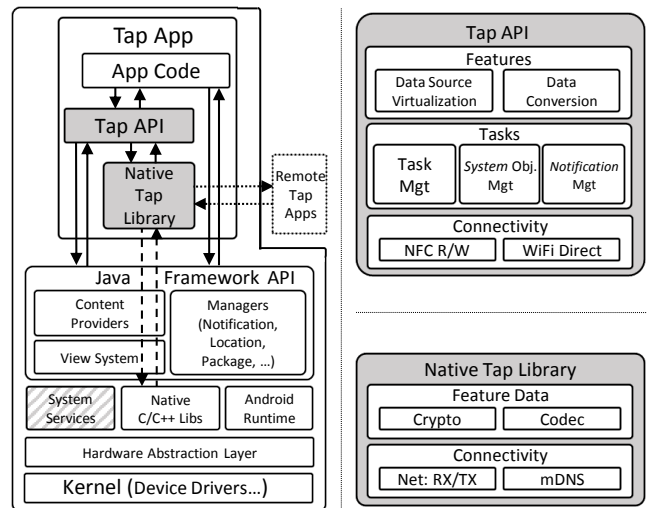 Tap App
App Code
Tap API
Native
Tap
Library
Remote
Tap
Apps
Java Framework API
Content
Providers
View System
Managers
(Notification,
Location,
Package, ...)
System
Services
Native
C/C++ Libs
Android
Runtime
Hardware Abstraction Layer
Kernel (Device Drivers...)
Tap API
Features
Data Source
Virtualization
Data
Conversion
Tasks
Task
Mgt
System Obj.
Mgt
Notification
Mgt
Connectivity
NFC R/W
WiFi Direct
Native Tap Library
Feature Data
Crypto
Codec
Connectivity
Net: RX/TX
mDNS